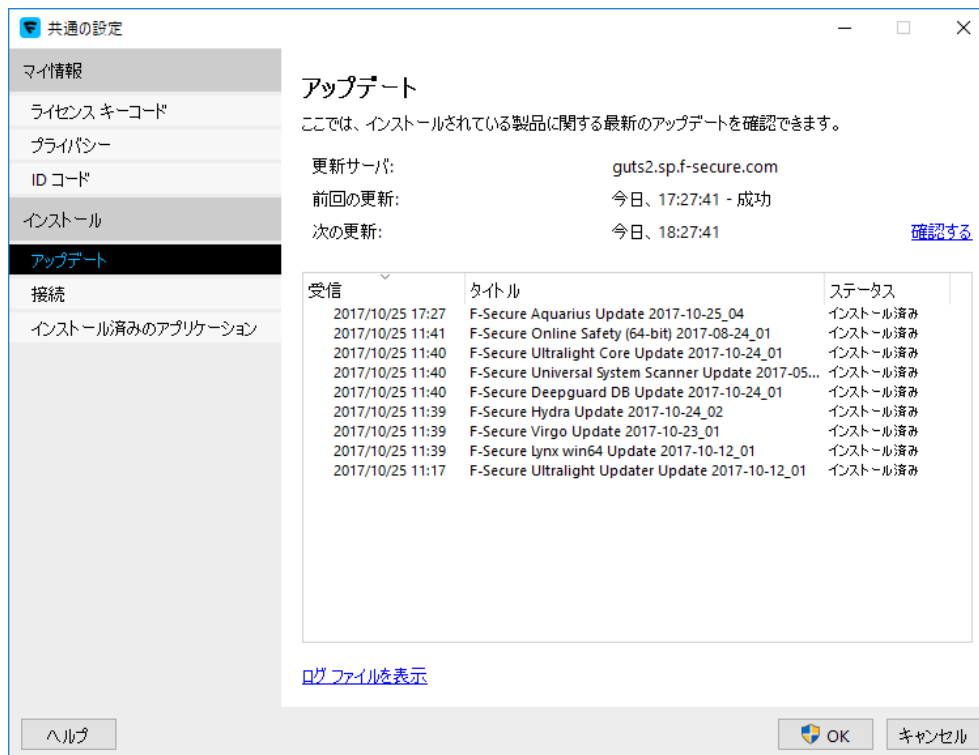 共通の設定
マイ情報
ライセンス キーコード
プライバシー
ID コード
インストール
アップデート
接続
インストール済みのアプリケーション
アップデート
ここでは、インストールされている製品に関する最新のアップデートを確認できます。
更新サーバ: guts2.sp.f-secure.com
前回の更新: 今日、17:27:41 - 成功
次の更新: 今日、18:27:41 確認する
受信 タイトル ステータス
2017/10/25 17:27 F-Secure Aquarius Update 2017-10-25_04 インストール済み
2017/10/25 11:41 F-Secure Online Safety (64-bit) 2017-08-24_01 インストール済み
2017/10/25 11:40 F-Secure Ultralight Core Update 2017-10-24_01 インストール済み
2017/10/25 11:40 F-Secure Universal System Scanner Update 2017-05... インストール済み
2017/10/25 11:40 F-Secure Deepguard DB Update 2017-10-24_01 インストール済み
2017/10/25 11:39 F-Secure Hydra Update 2017-10-24_02 インストール済み
2017/10/25 11:39 F-Secure Virgo Update 2017-10-23_01 インストール済み
2017/10/25 11:39 F-Secure Lynx win64 Update 2017-10-12_01 インストール済み
2017/10/25 11:17 F-Secure Ultralight Updater Update 2017-10-12_01 インストール済み
ログ ファイルを表示
ヘルプ OK キャンセル